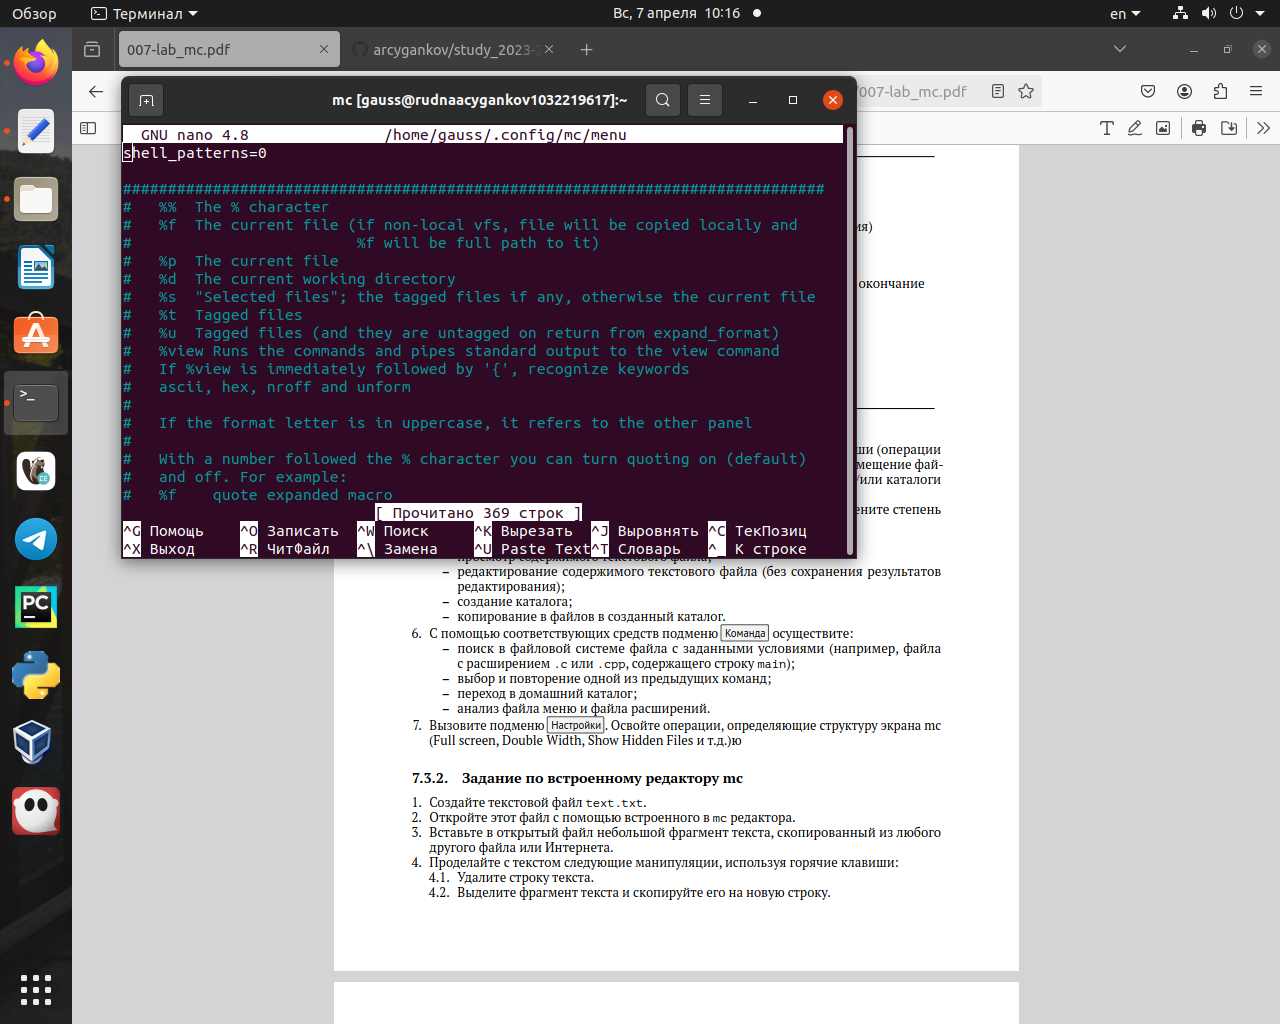 Обзор
Терминал
Вс, 7 апреля 10:16
en
007-lab_mc.pdf
arcygankov/study_2023-2
/007-lab_mc.pdf
mc [gauss@rudnaacygankov1032219617]:~
GNU nano 4.8 /home/gauss/.config/mc/menu
shell_patterns=0
##############################################################################
# %% The % character
# %f The current file (if non-local vfs, file will be copied locally and
# %f will be full path to it)
# %p The current file
# %d The current working directory
# %s "Selected files"; the tagged files if any, otherwise the current file
# %t Tagged files
# %u Tagged files (and they are untagged on return from expand_format)
# %view Runs the commands and pipes standard output to the view command
# If %view is immediately followed by '{', recognize keywords
# ascii, hex, nroff and unform
#
# If the format letter is in uppercase, it refers to the other panel
#
# With a number followed the % character you can turn quoting on (default)
# and off. For example:
# %f quote expanded macro
[ Прочитано 369 строк ]
^G Помощь ^O Записать ^W Поиск ^K Вырезать ^J Выровнять ^C ТекПозиц
^X Выход ^R ЧитФайл ^\ Замена ^U Paste Text ^T Словарь ^_ К строке
ия)
окончание
ши (операции
мещение фай-
/или каталоги
ените степень
– просмотр содержимого текстового файла;
– редактирование содержимого текстового файла (без сохранения результатов
редактирования);
– создание каталога;
– копирование в файлов в созданный каталог.
6. С помощью соответствующих средств подменю Команда осуществите:
– поиск в файловой системе файла с заданными условиями (например, файла
с расширением .c или .cpp, содержащего строку main);
– выбор и повторение одной из предыдущих команд;
– переход в домашний каталог;
– анализ файла меню и файла расширений.
7. Вызовите подменю Настройки. Освойте операции, определяющие структуру экрана mc
(Full screen, Double Width, Show Hidden Files и т.д.)ю
7.3.2. Задание по встроенному редактору mc
1. Создайте текстовой файл text.txt.
2. Откройте этот файл с помощью встроенного в mc редактора.
3. Вставьте в открытый файл небольшой фрагмент текста, скопированный из любого
другого файла или Интернета.
4. Проделайте с текстом следующие манипуляции, используя горячие клавиши:
4.1. Удалите строку текста.
4.2. Выделите фрагмент текста и скопируйте его на новую строку.